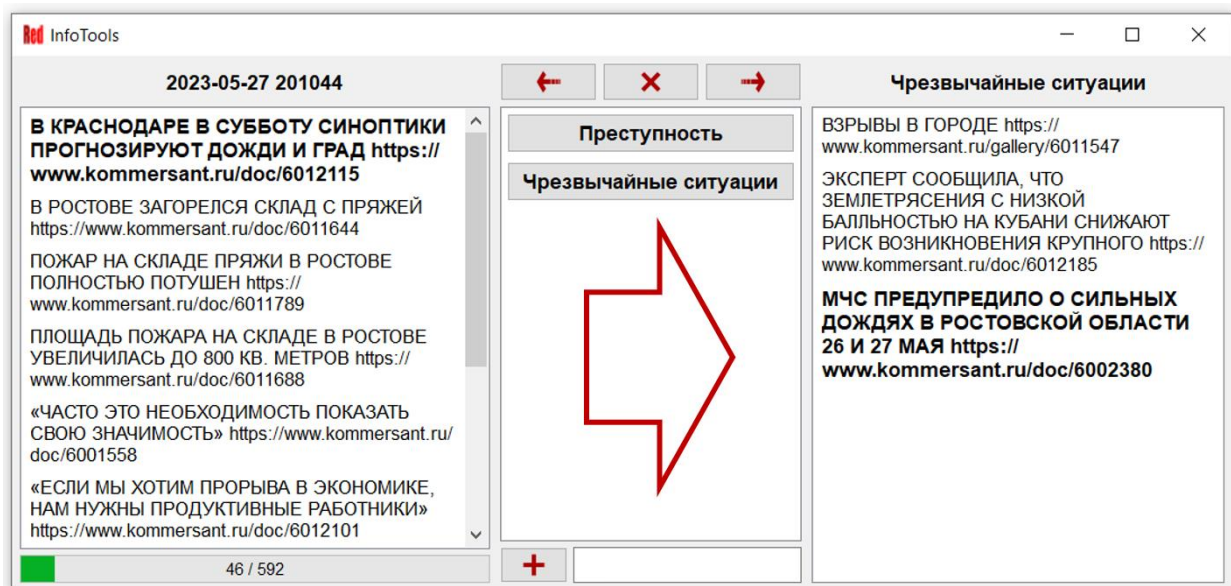 Red InfoTools
2023-05-27 201044
Чрезвычайные ситуации
В КРАСНОДАРЕ В СУББОТУ СИНОПТИКИ
ПРОГНОЗИРУЮТ ДОЖДИ И ГРАД https://
www.kommersant.ru/doc/6012115
В РОСТОВЕ ЗАГОРЕЛСЯ СКЛАД С ПРЯЖЕЙ
https://www.kommersant.ru/doc/6011644
ПОЖАР НА СКЛАДЕ ПРЯЖИ В РОСТОВЕ
ПОЛНОСТЬЮ ПОТУШЕН https://
www.kommersant.ru/doc/6011789
ПЛОЩАДЬ ПОЖАРА НА СКЛАДЕ В РОСТОВЕ
УВЕЛИЧИЛАСЬ ДО 800 КВ. МЕТРОВ https://
www.kommersant.ru/doc/6011688
«ЧАСТО ЭТО НЕОБХОДИМОСТЬ ПОКАЗАТЬ
СВОЮ ЗНАЧИМОСТЬ» https://www.kommersant.ru/
doc/6001558
«ЕСЛИ МЫ ХОТИМ ПРОРЫВА В ЭКОНОМИКЕ,
НАМ НУЖНЫ ПРОДУКТИВНЫЕ РАБОТНИКИ»
https://www.kommersant.ru/doc/6012101
46 / 592
Преступность
Чрезвычайные ситуации
ВЗРЫВЫ В ГОРОДЕ https://
www.kommersant.ru/gallery/6011547
ЭКСПЕРТ СООБЩИЛА, ЧТО
ЗЕМЛЕТРЯСЕНИЯ С НИЗКОЙ
БАЛЛЬНОСТЬЮ НА КУБАНИ СНИЖАЮТ
РИСК ВОЗНИКНОВЕНИЯ КРУПНОГО https://
www.kommersant.ru/doc/6012185
МЧС ПРЕДУПРЕДИЛО О СИЛЬНЫХ
ДОЖДЯХ В РОСТОВСКОЙ ОБЛАСТИ
26 И 27 МАЯ https://
www.kommersant.ru/doc/6002380